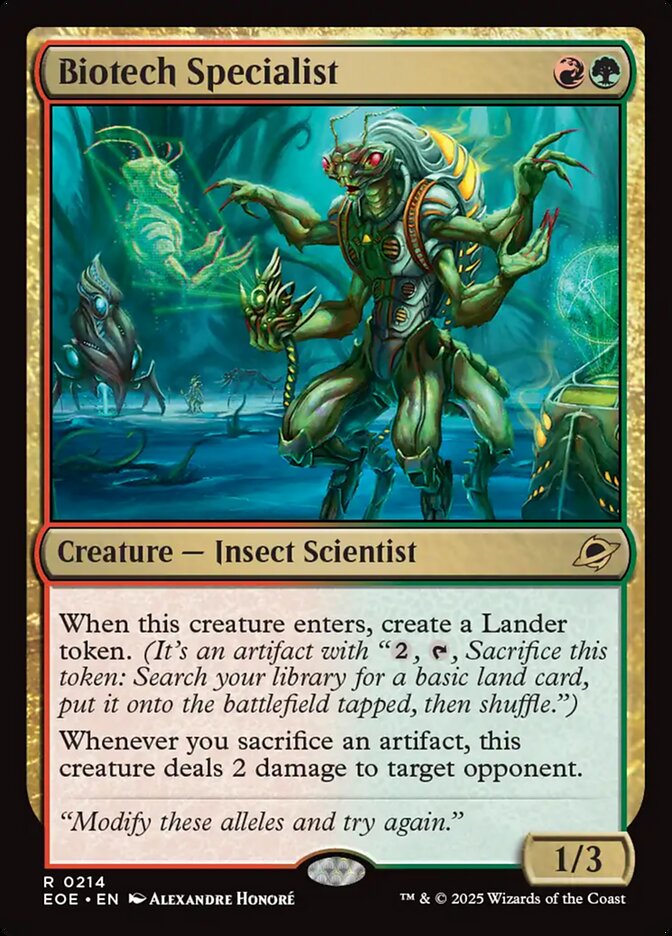 Biotech Specialist
Creature — Insect Scientist
When this creature enters, create a Lander
token. (It's an artifact with “2, , Sacrifice this
token: Search your library for a basic land card,
put it onto the battlefield tapped, then shuffle.”)
Whenever you sacrifice an artifact, this
creature deals 2 damage to target opponent.
“Modify these alleles and try again.”
1/3
R 0214
EOE • EN Alexandre Honoré
™ & © 2025 Wizards of the Coast